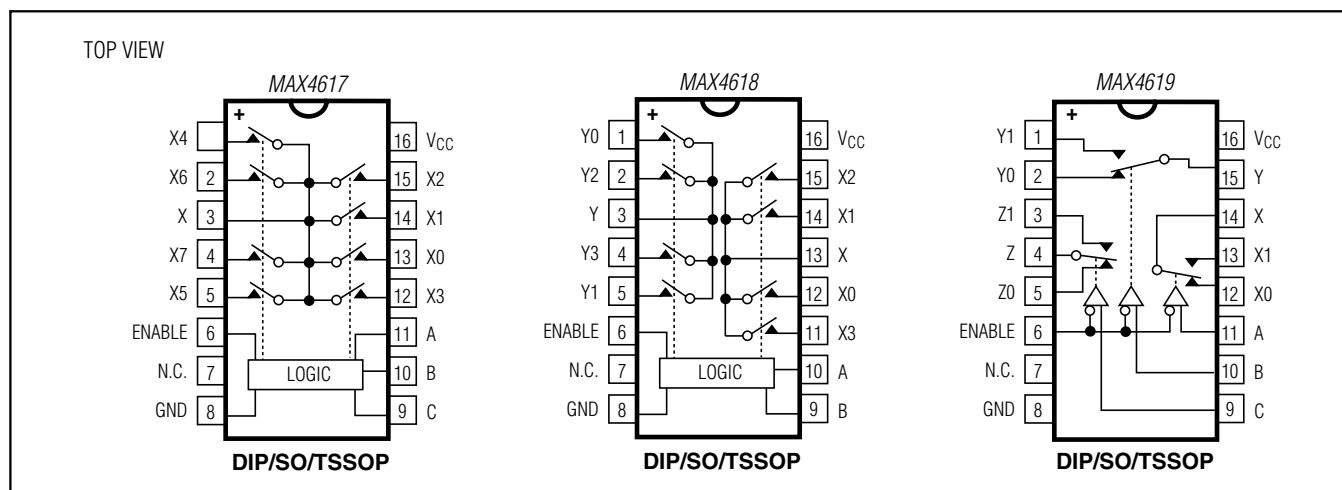 TOP VIEW
MAX4617
+
X4
16 VCC
X6 2
15 X2
X 3
14 X1
X7 4
13 X0
X5 5
12 X3
ENABLE 6
11 A
N.C. 7
LOGIC
10 B
GND 8
9 C
DIP/SO/TSSOP
MAX4618
+
Y0 1
16 VCC
Y2 2
15 X2
Y 3
14 X1
Y3 4
13 X
Y1 5
12 X0
ENABLE 6
11 X3
N.C. 7
LOGIC
10 A
GND 8
9 B
DIP/SO/TSSOP
MAX4619
+
Y1 1
16 VCC
Y0 2
15 Y
Z1 3
14 X
Z 4
13 X1
Z0 5
12 X0
ENABLE 6
11 A
N.C. 7
10 B
GND 8
9 C
DIP/SO/TSSOP